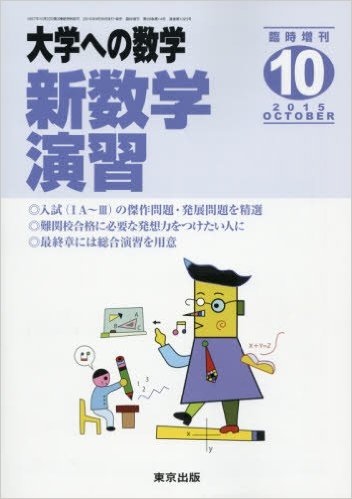 大学への数学
臨時増刊
10
2015
OCTOBER
新数学
演習
◎入試(ⅠA～Ⅲ)の傑作問題・発展問題を精選
◎難関校合格に必要な発想力をつけたい人に
◎最終章には総合演習を用意
1 2 3
x+y=z
x
y
東京出版